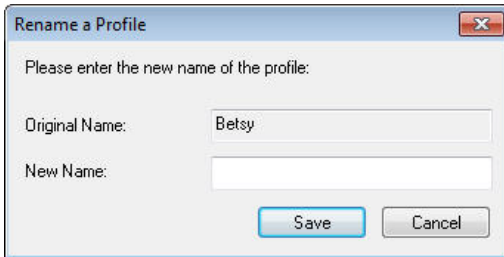 Rename a Profile
Please enter the new name of the profile:
Original Name: Betsy
New Name:
Save Cancel